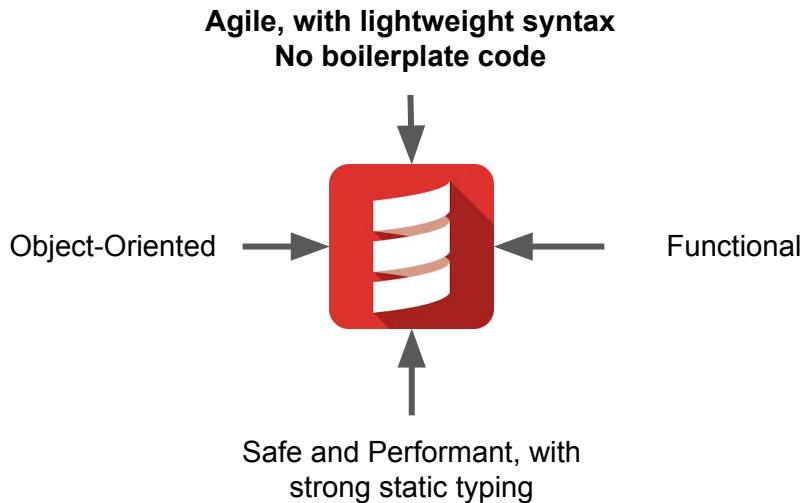 Agile, with lightweight syntax
No boilerplate code
Object-Oriented
Functional
Safe and Performant, with
strong static typing